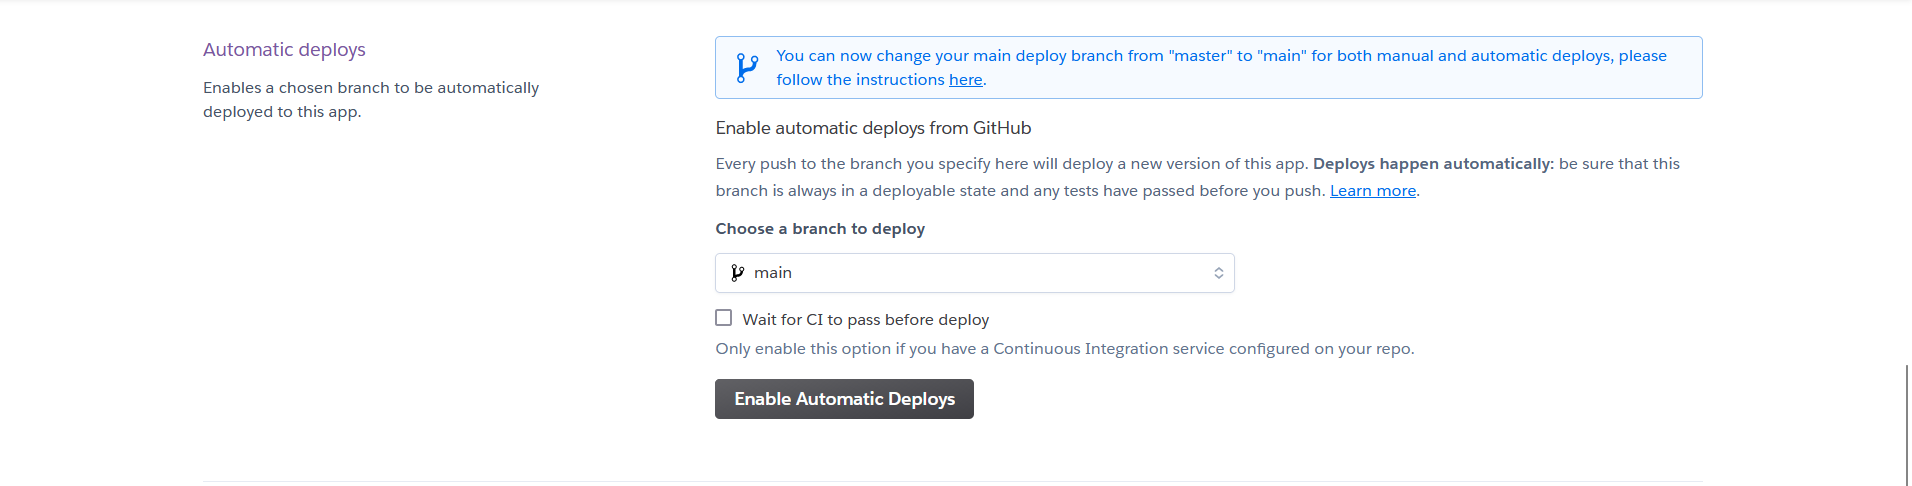 Automatic deploys
Enables a chosen branch to be automatically
deployed to this app.
You can now change your main deploy branch from "master" to "main" for both manual and automatic deploys, please
follow the instructions here.
Enable automatic deploys from GitHub
Every push to the branch you specify here will deploy a new version of this app. Deploys happen automatically: be sure that this
branch is always in a deployable state and any tests have passed before you push. Learn more.
Choose a branch to deploy
main
Wait for CI to pass before deploy
Only enable this option if you have a Continuous Integration service configured on your repo.
Enable Automatic Deploys